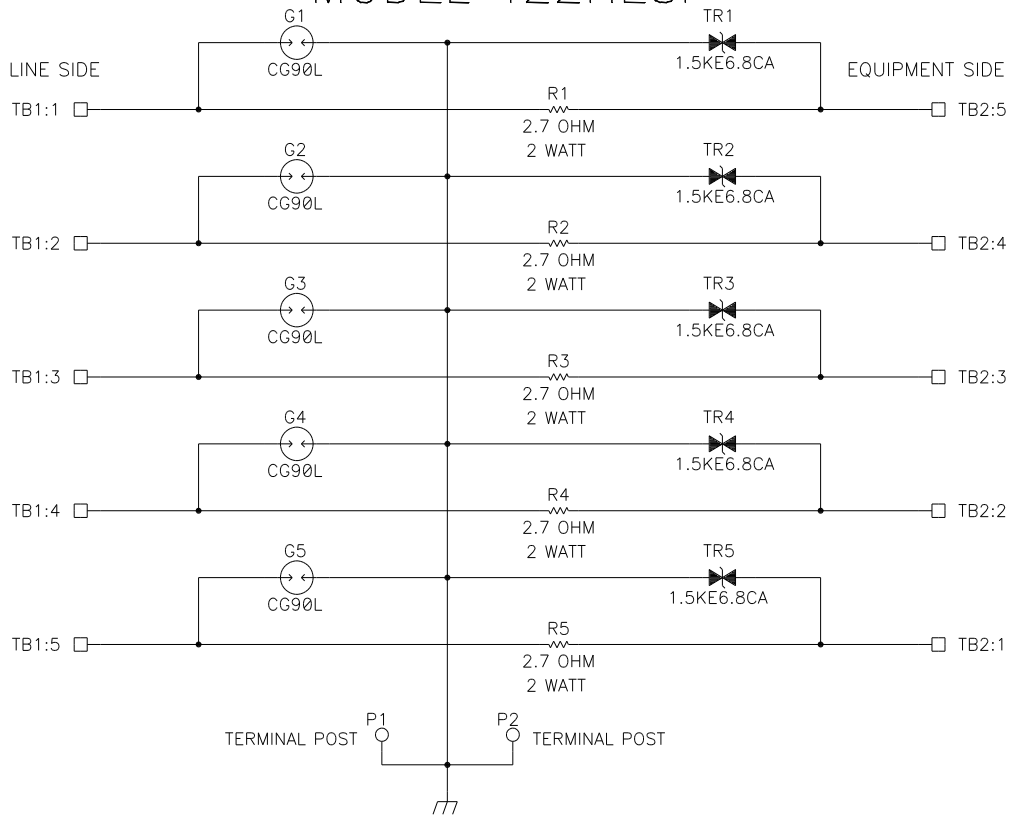 G1
TR1
CG90L
1.5KE6.8CA
LINE SIDE
EQUIPMENT SIDE
TB1:1
R1
TB2:5
2.7 OHM
2 WATT
G2
TR2
CG90L
1.5KE6.8CA
TB1:2
R2
TB2:4
2.7 OHM
2 WATT
G3
TR3
CG90L
1.5KE6.8CA
TB1:3
R3
TB2:3
2.7 OHM
2 WATT
G4
TR4
CG90L
1.5KE6.8CA
TB1:4
R4
TB2:2
2.7 OHM
2 WATT
G5
TR5
CG90L
1.5KE6.8CA
TB1:5
R5
TB2:1
2.7 OHM
2 WATT
P1
P2
TERMINAL POST
TERMINAL POST